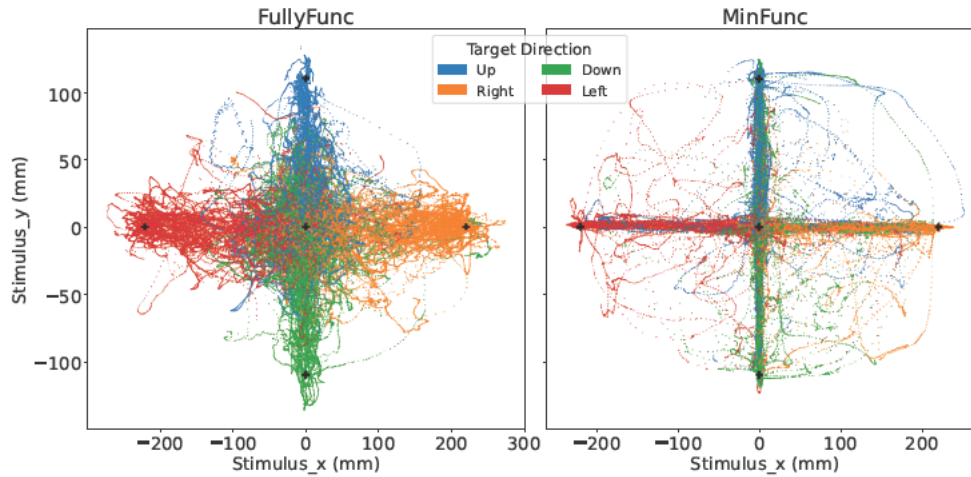 FullyFunc
MinFunc
Target Direction
Up
Down
Right
Left
Stimulus_y (mm)
100
50
0
−50
−100
−200
−100
0
100
200
300
−200
−100
0
100
200
Stimulus_x (mm)
Stimulus_x (mm)